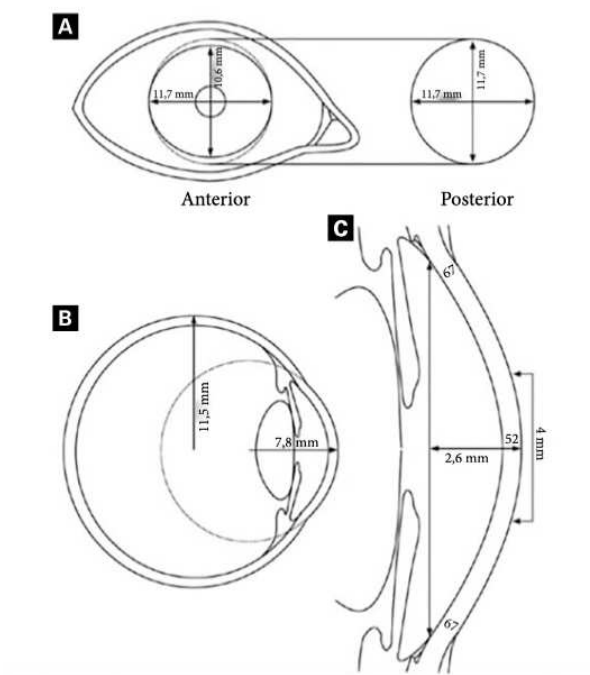 A
10,6 mm
11,7 mm
11,7 mm
11,7 mm
Anterior
Posterior
C
67
B
11,5 mm
7,8 mm
52
2,6 mm
4 mm
67